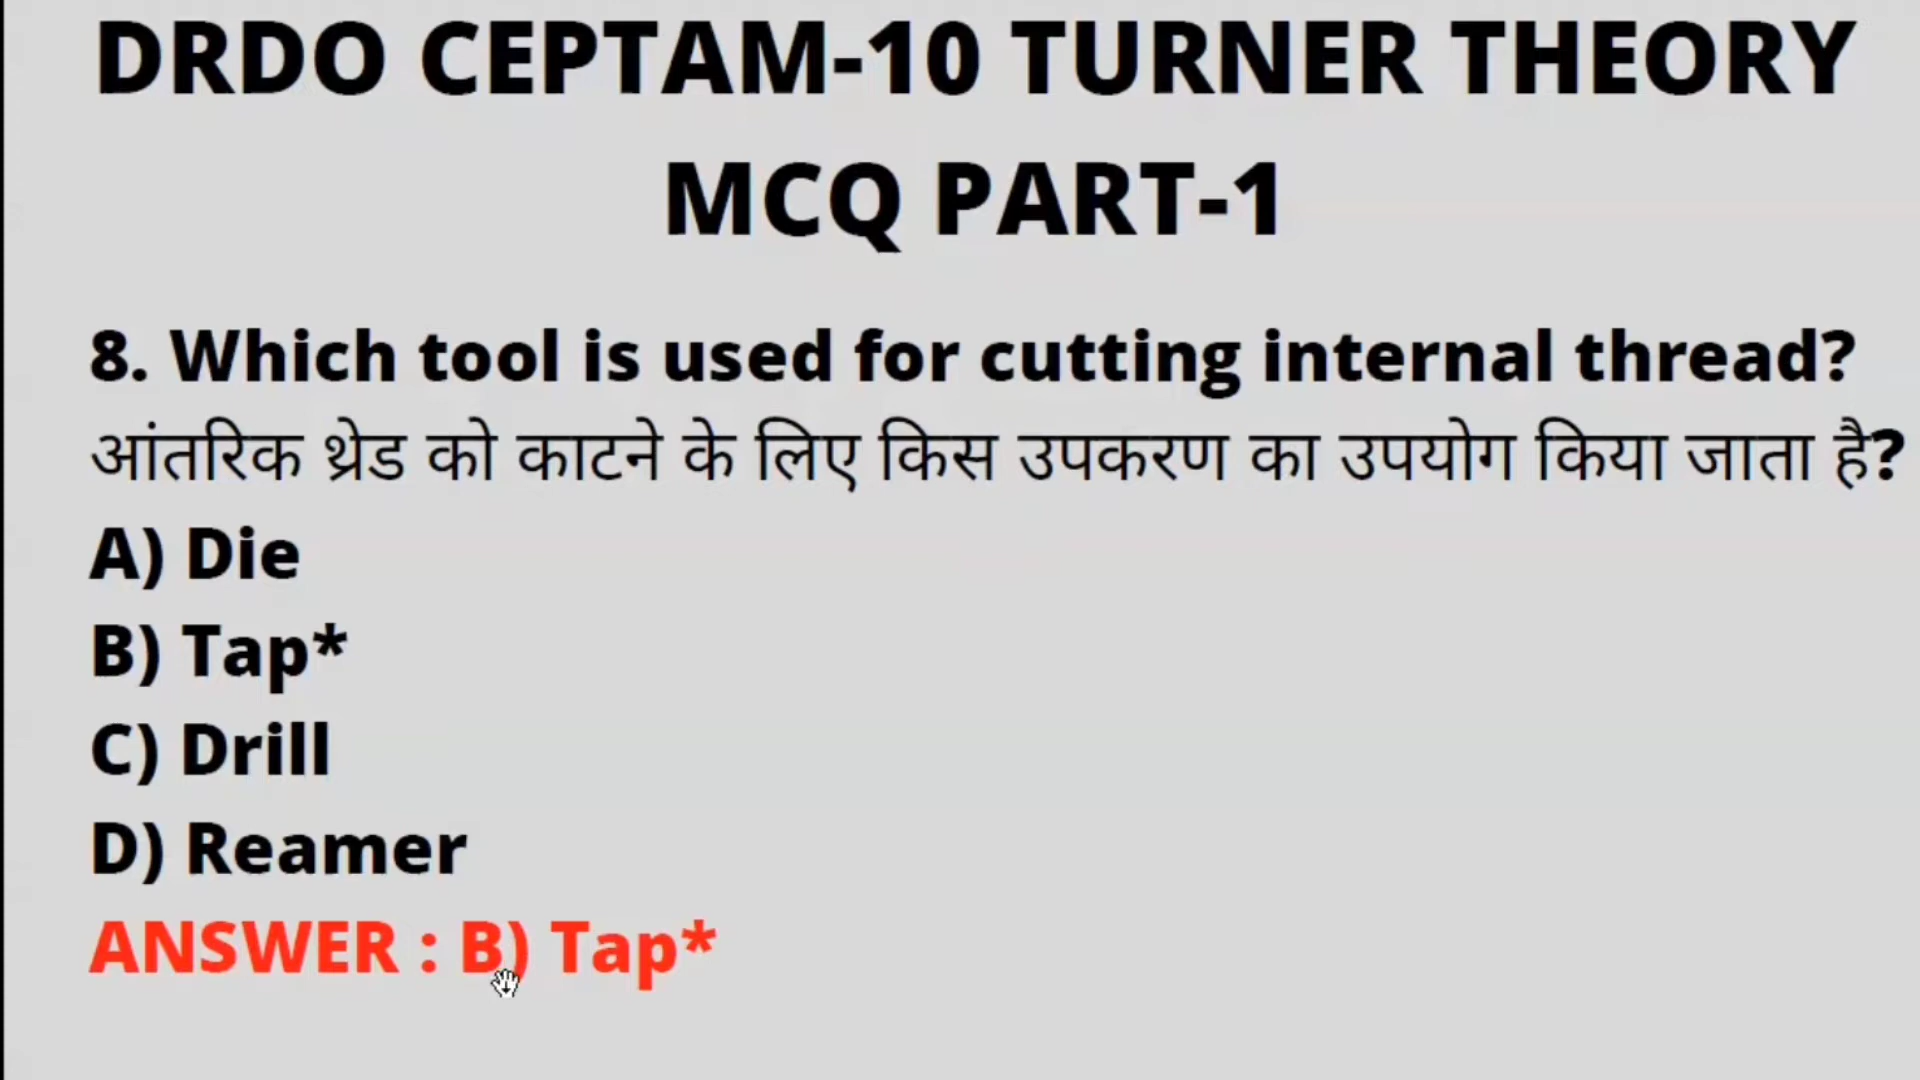 DRDO CEPTAM-10 TURNER THEORY
MCQ PART-1
8. Which tool is used for cutting internal thread?
आंतरिक थ्रेड को काटने के लिए किस उपकरण का उपयोग किया जाता है?
A) Die
B) Tap*
C) Drill
D) Reamer
ANSWER : B) Tap*